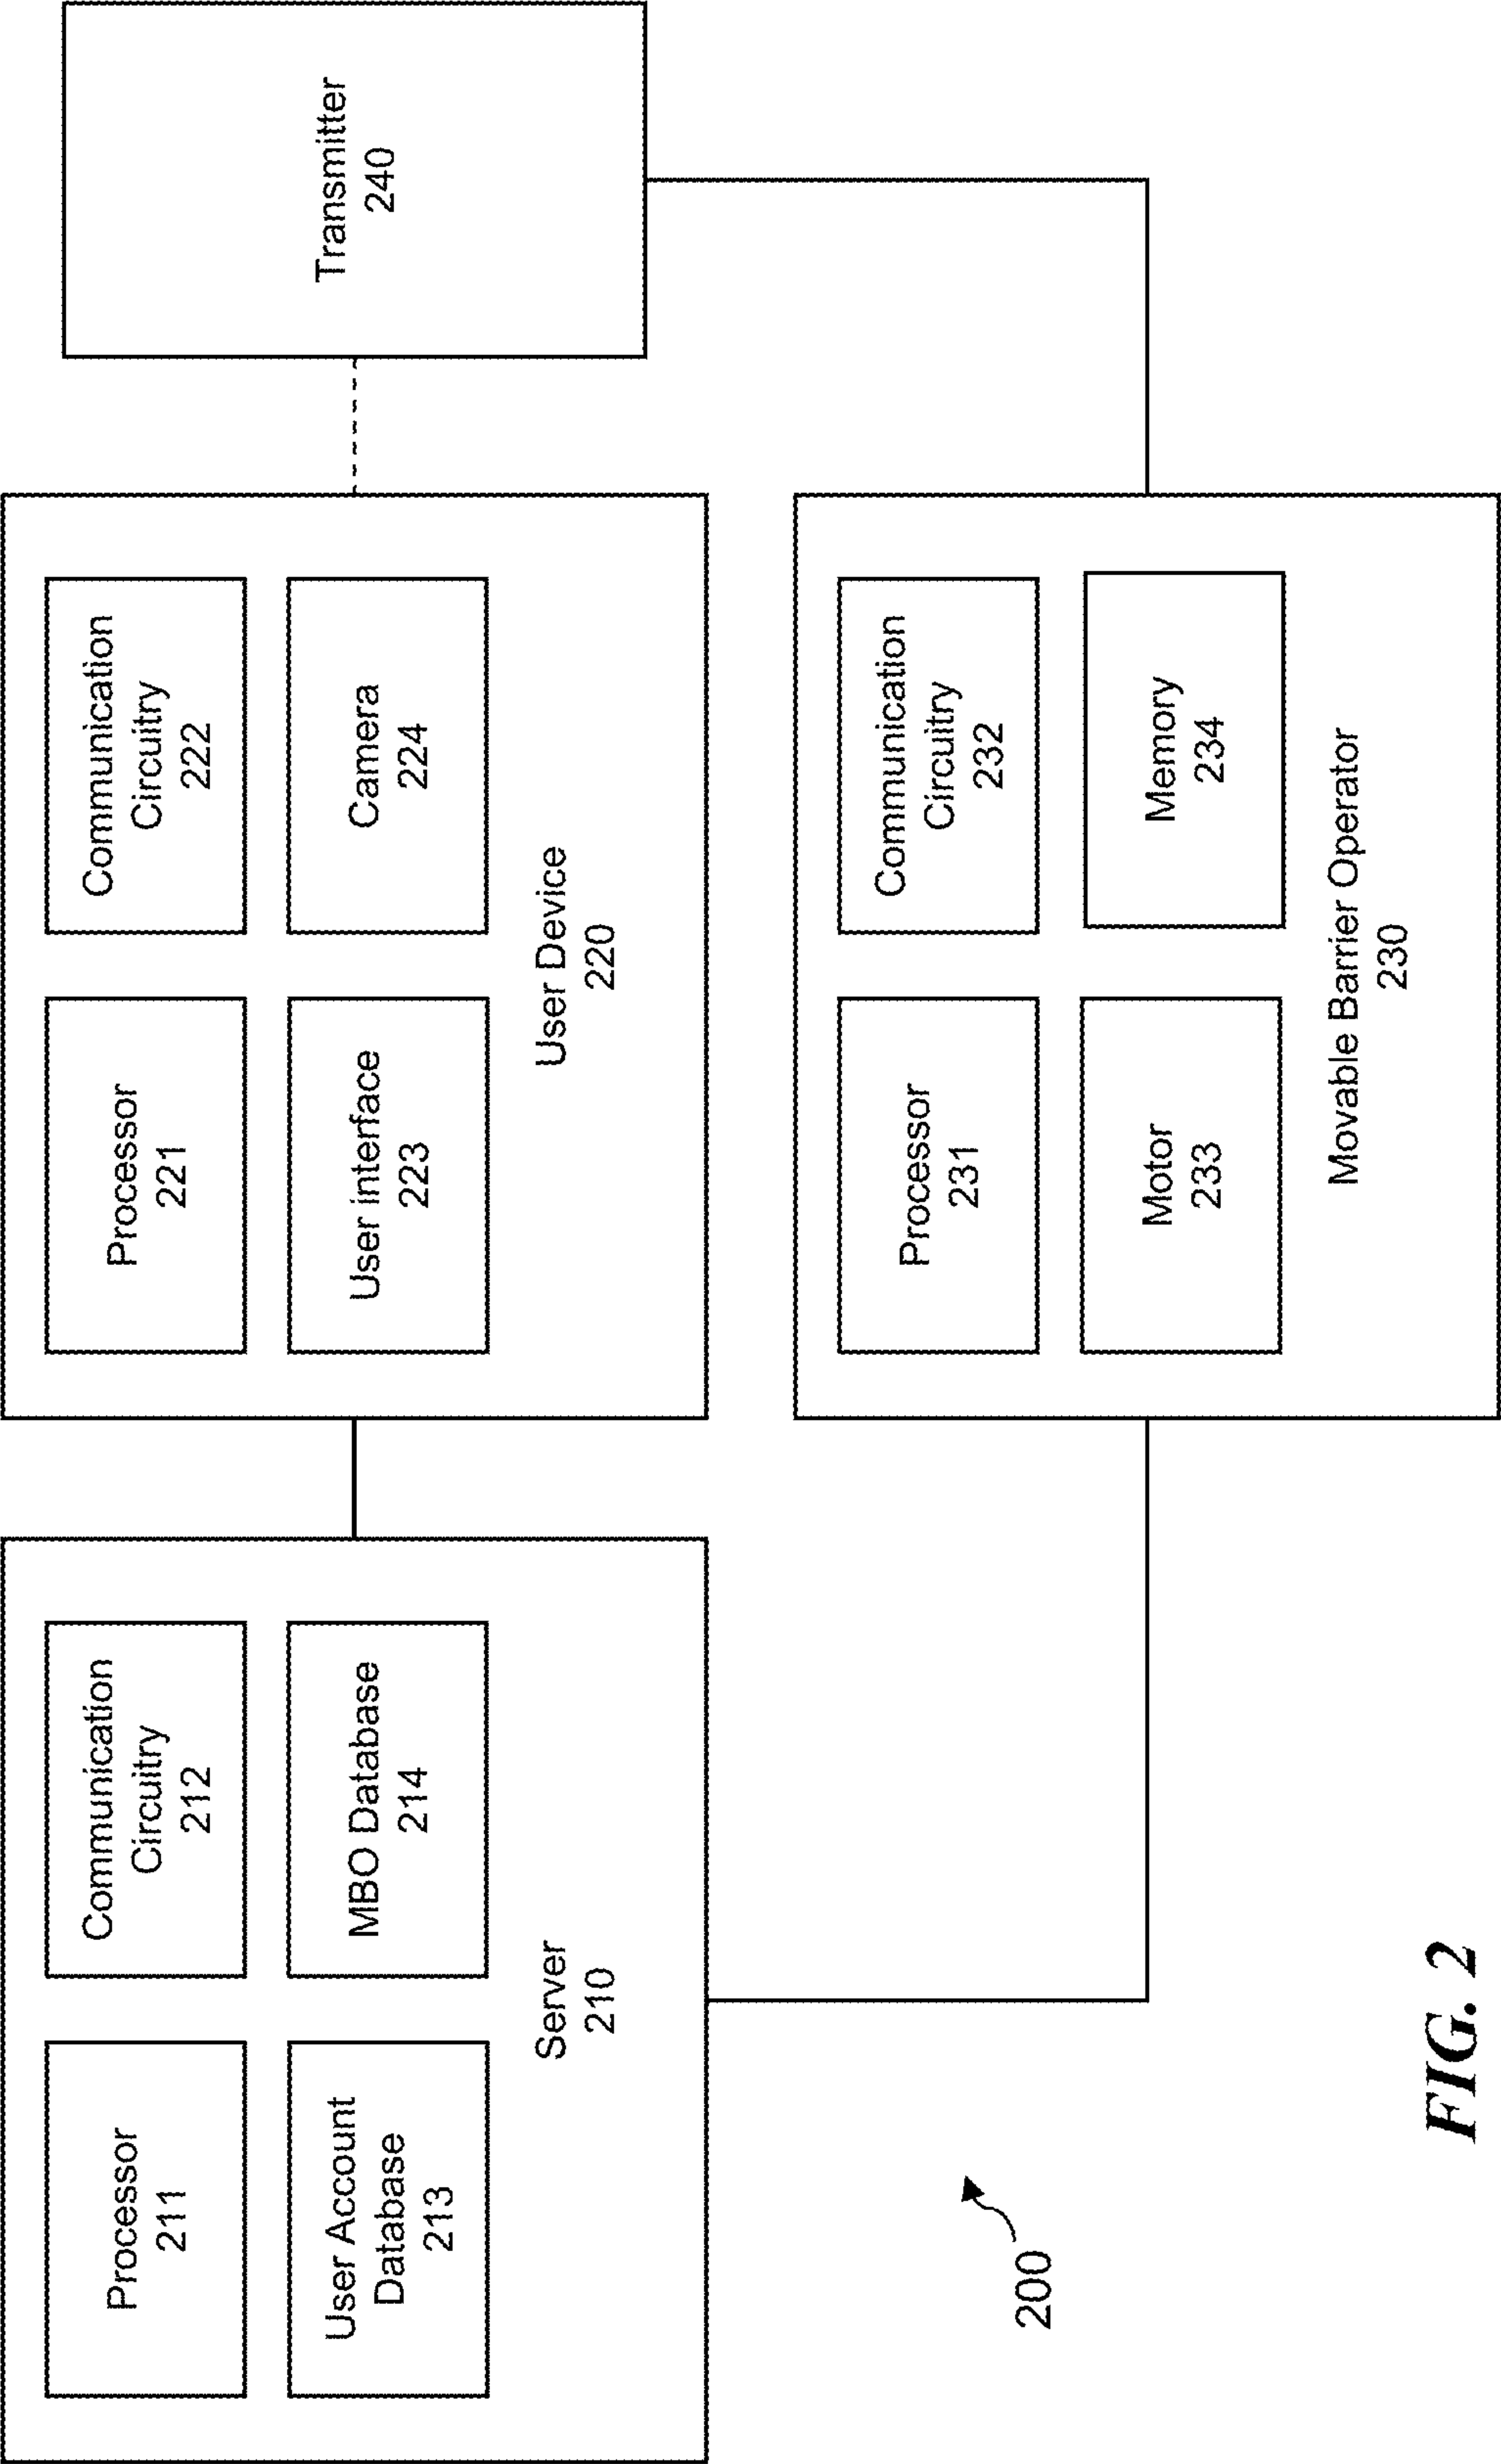 Processor
211
Communication
Circuitry
212
User Account
Database
213
MBO Database
214
Server
210
Processor
221
Communication
Circuitry
222
User interface
223
Camera
224
User Device
220
Transmitter
240
Processor
231
Communication
Circuitry
232
Motor
233
Memory
234
Movable Barrier Operator
230
200
FIG. 2